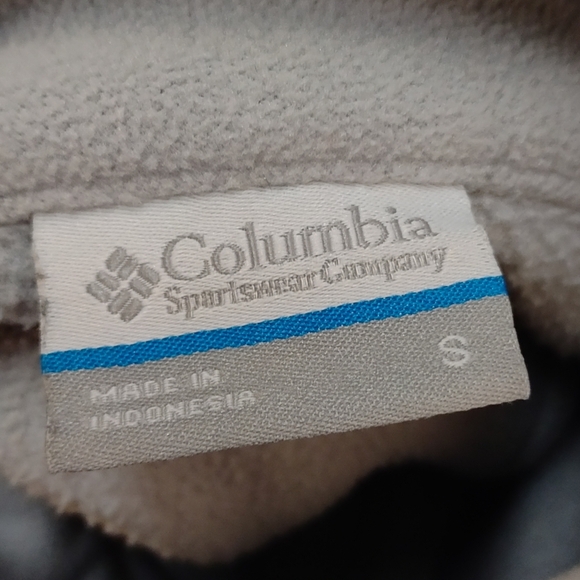 Columbia
Sportswear Company
S
MADE IN
INDONESIA